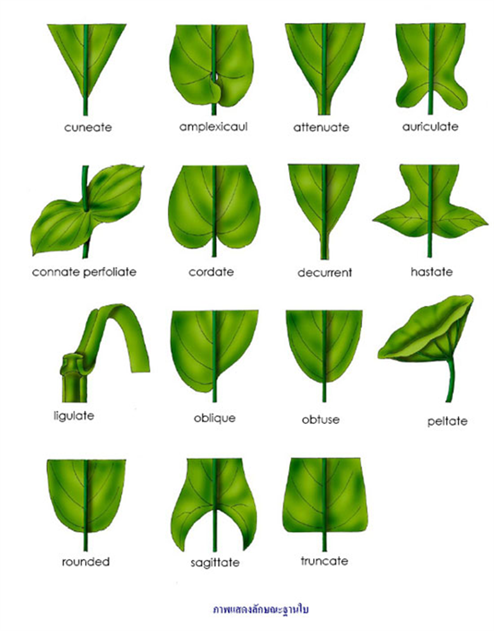 cuneate
amplexicaul
attenuate
auriculate
connate perfoliate
cordate
decurrent
hastate
ligulate
oblique
obtuse
peltate
rounded
sagittate
truncate
ภาพแสดงลักษณะฐานใบ